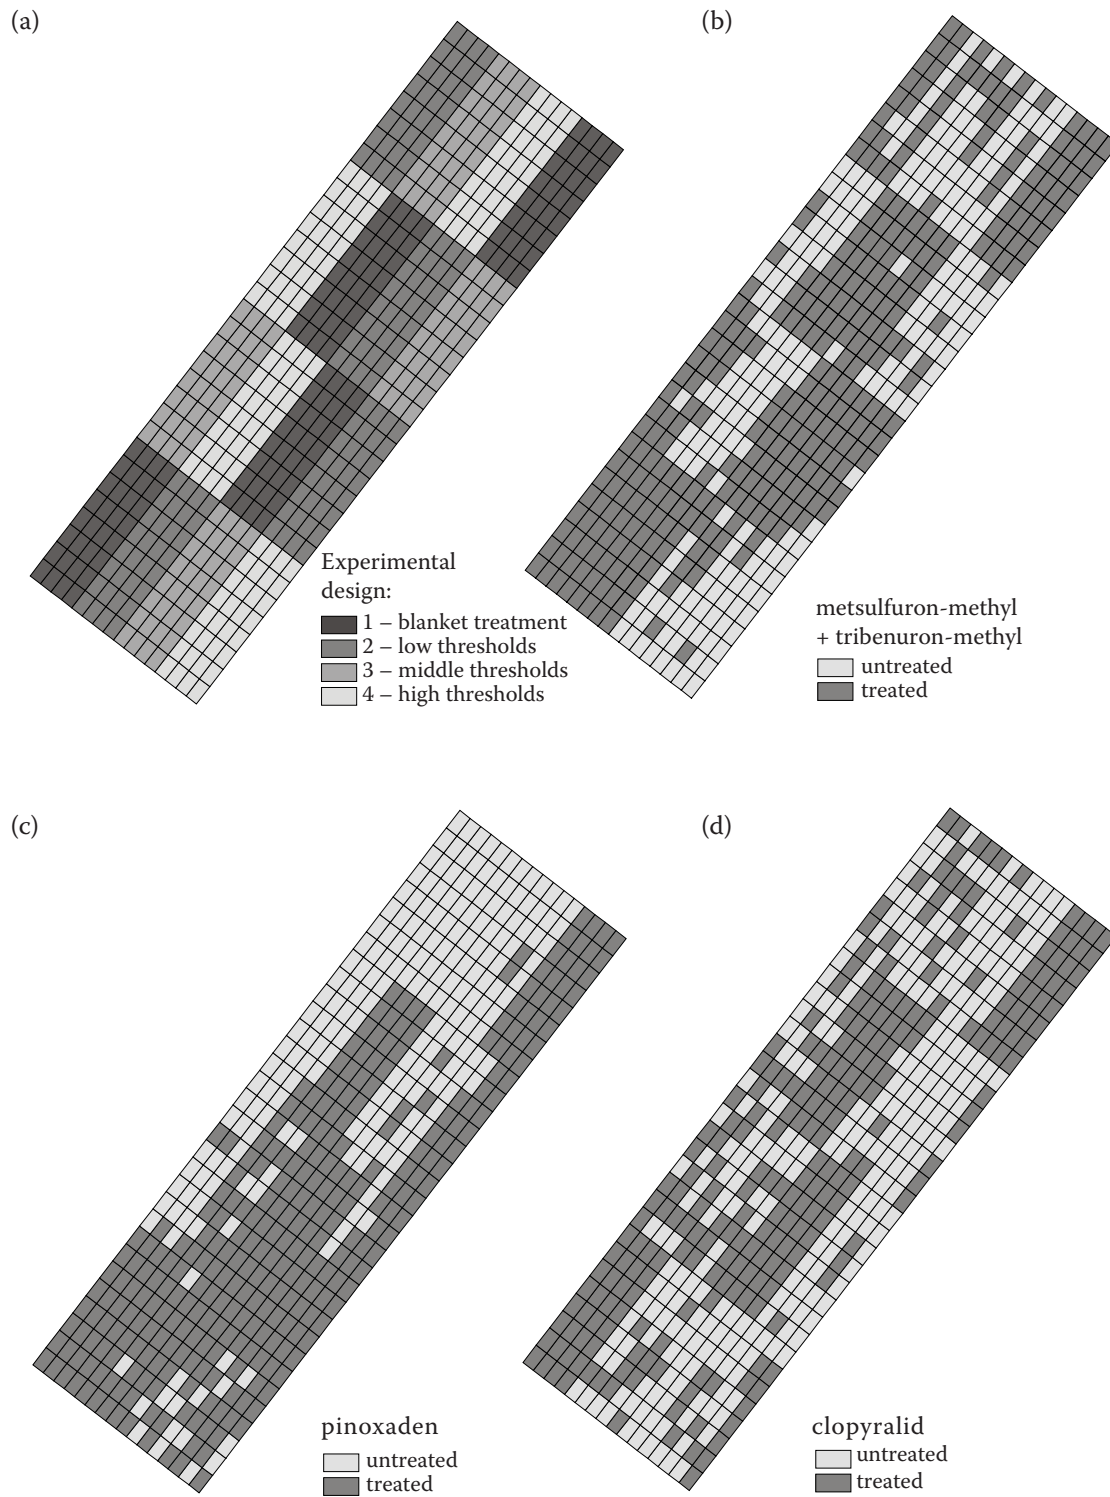 (a)
(b)
Experimental
design:
1 – blanket treatment
2 – low thresholds
3 – middle thresholds
4 – high thresholds
metsulfuron-methyl
+ tribenuron-methyl
untreated
treated
(c)
(d)
pinoxaden
untreated
treated
clopyralid
untreated
treated